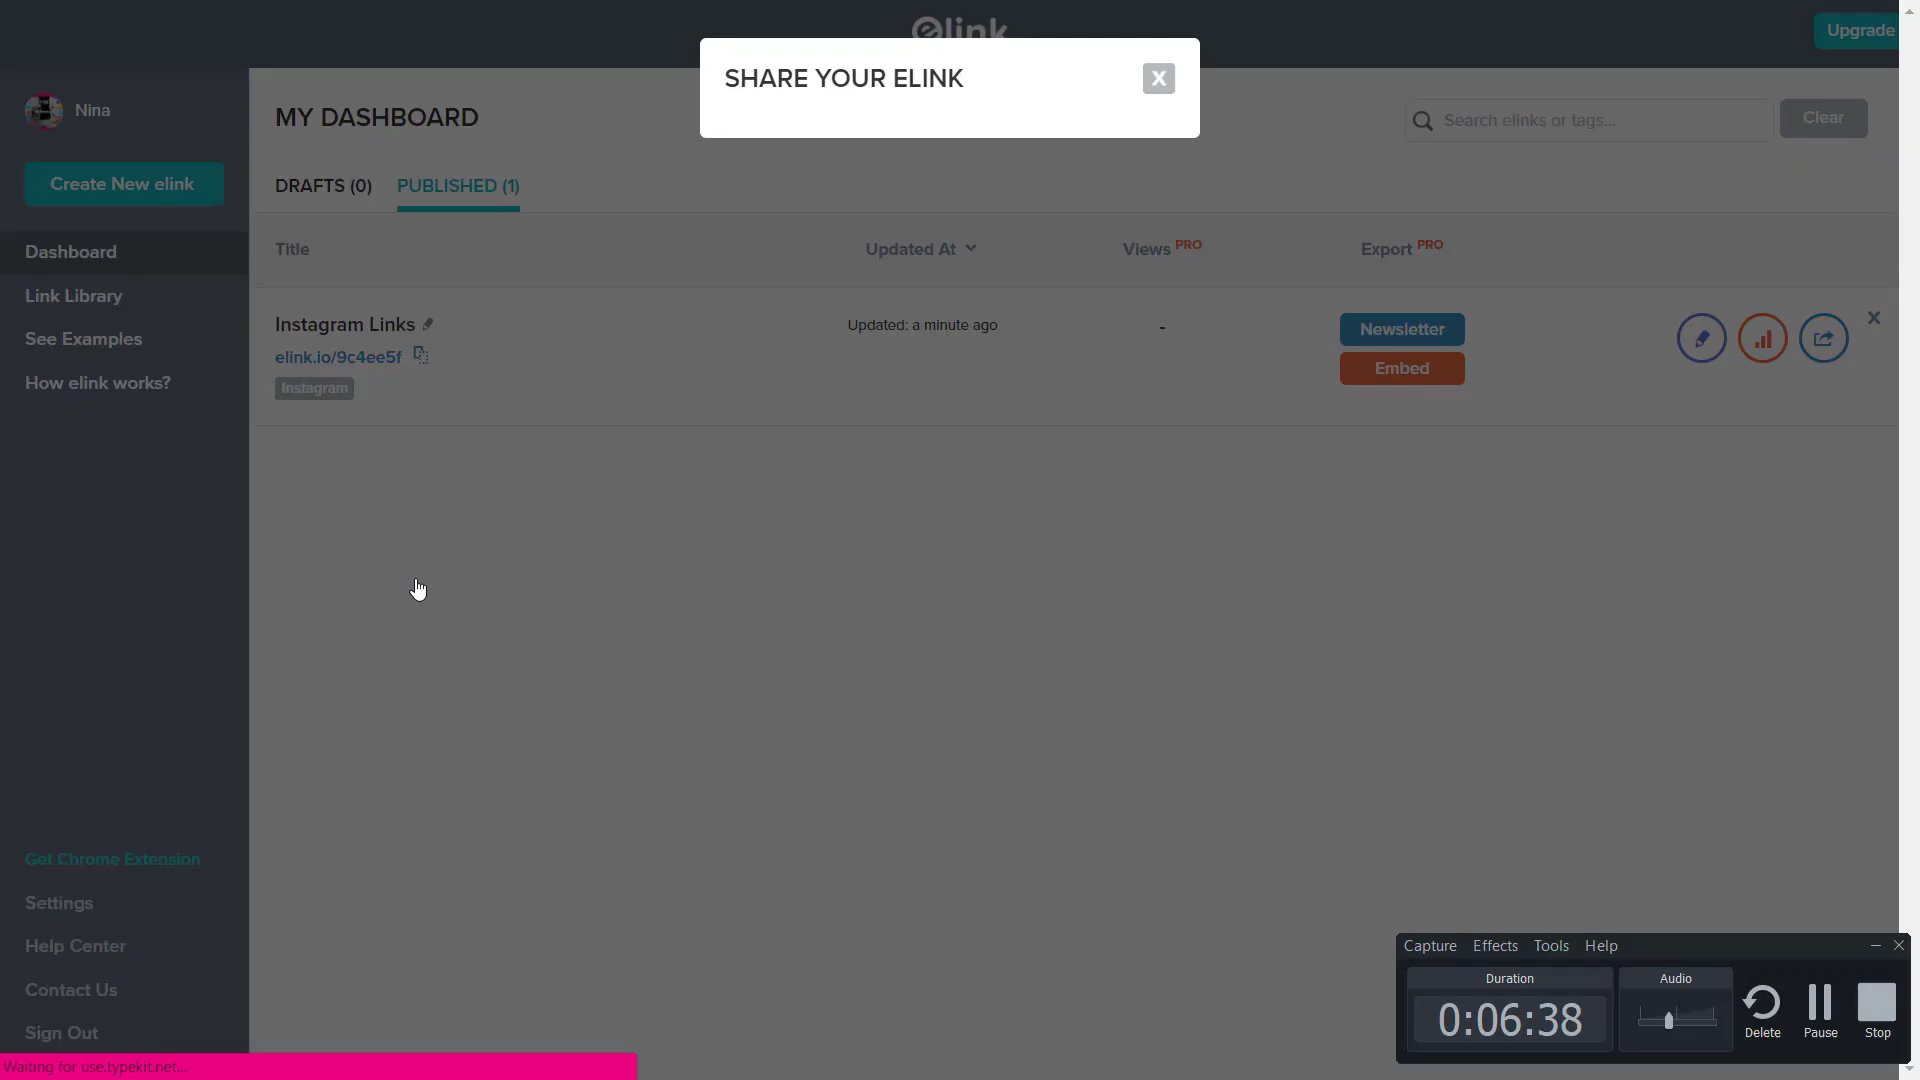 elink
Upgrade
SHARE YOUR ELINK
X
Nina
MY DASHBOARD
Search elinks or tags...
Clear
Create New elink
DRAFTS (0)
PUBLISHED (1)
Dashboard
Link Library
See Examples
How elink works?
Title
Updated At
Views PRO
Export PRO
Instagram Links
elink.io/9c4ee5f
Instagram
Updated: a minute ago
-
Newsletter
Embed
Get Chrome Extension
Settings
Help Center
Contact Us
Sign Out
Waiting for use.typekit.net...
Capture Effects Tools Help
Duration
Audio
0:06:38
Delete
Pause
Stop